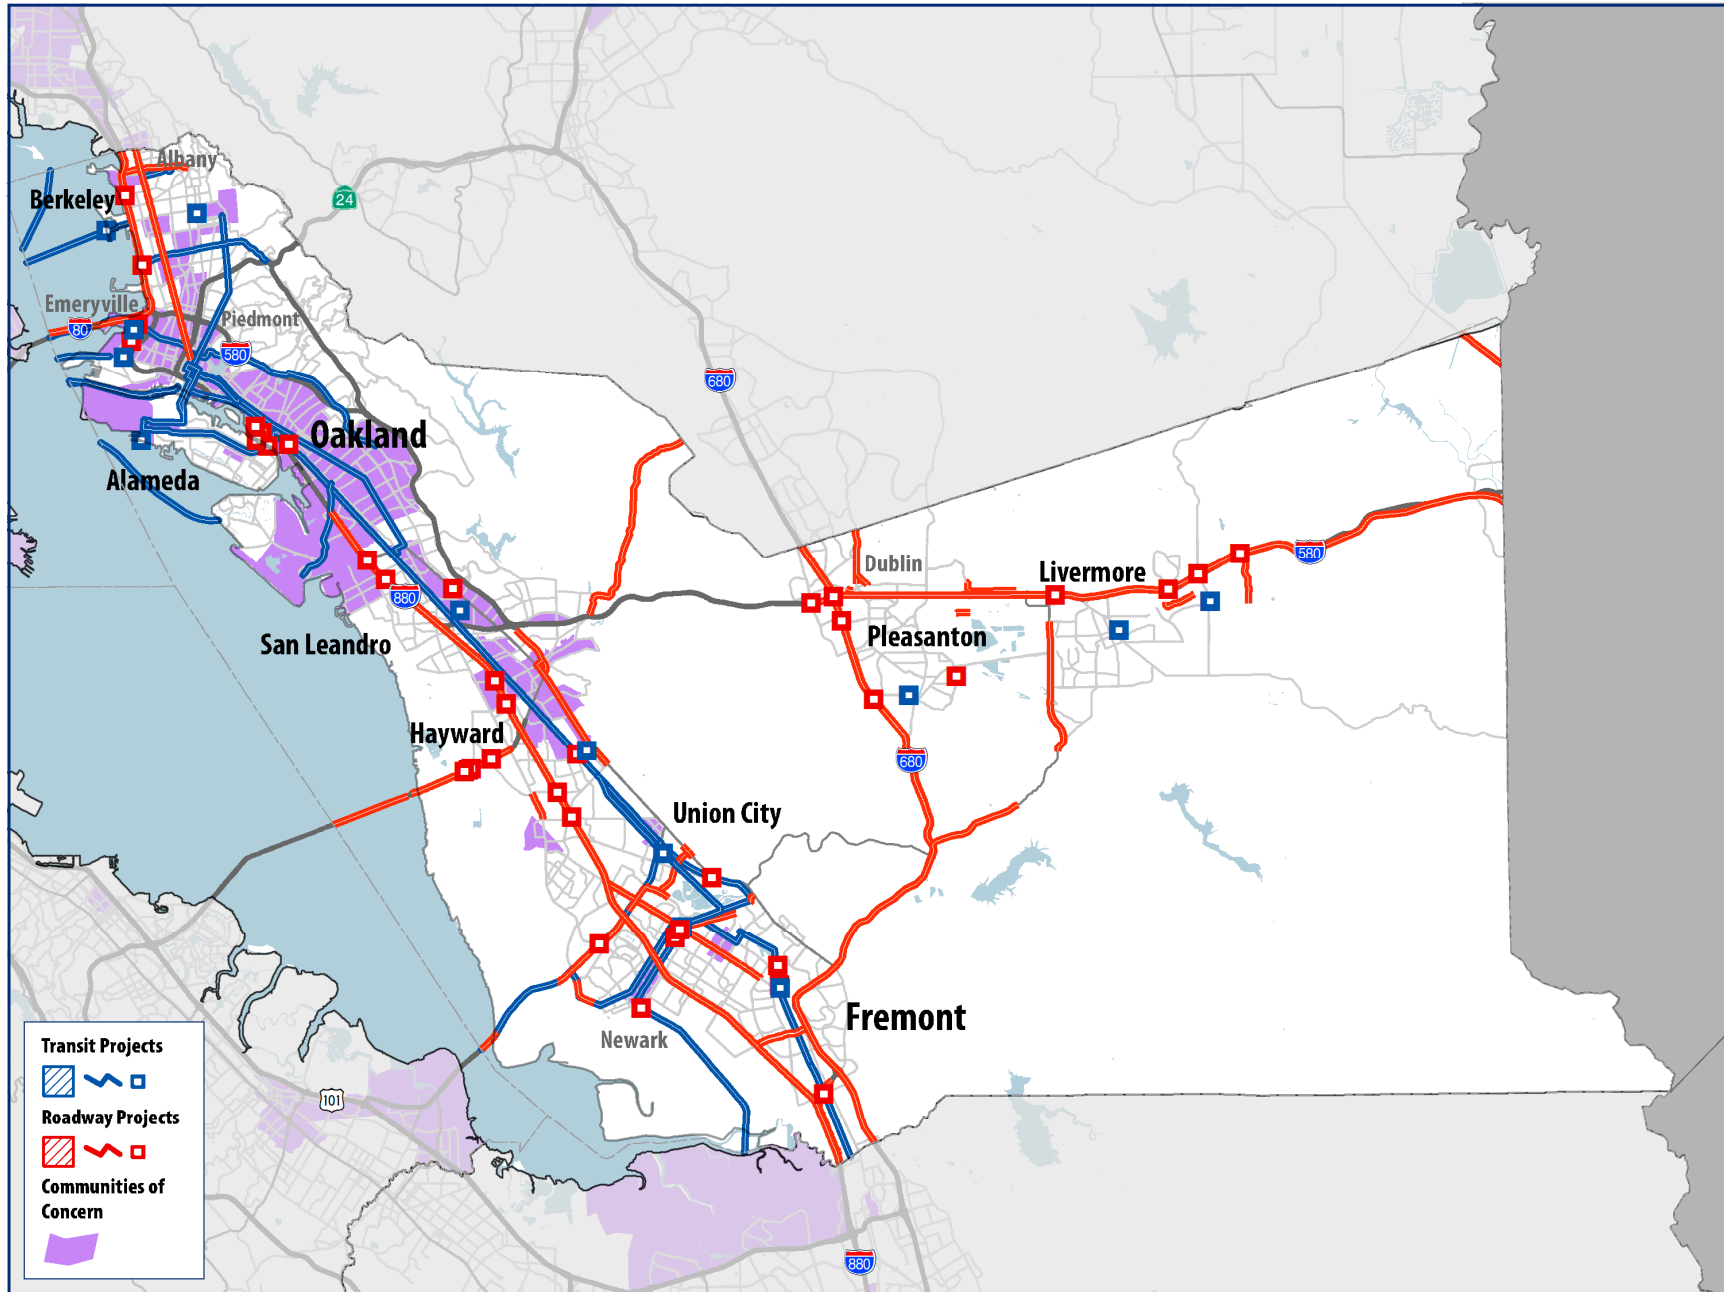 Albany
Berkeley
24
Emeryville
80
Piedmont
580
680
Oakland
Alameda
Dublin
580
Livermore
880
San Leandro
Pleasanton
Hayward
680
Union City
Fremont
Newark
Transit Projects
Roadway Projects
Communities of
Concern
101
880